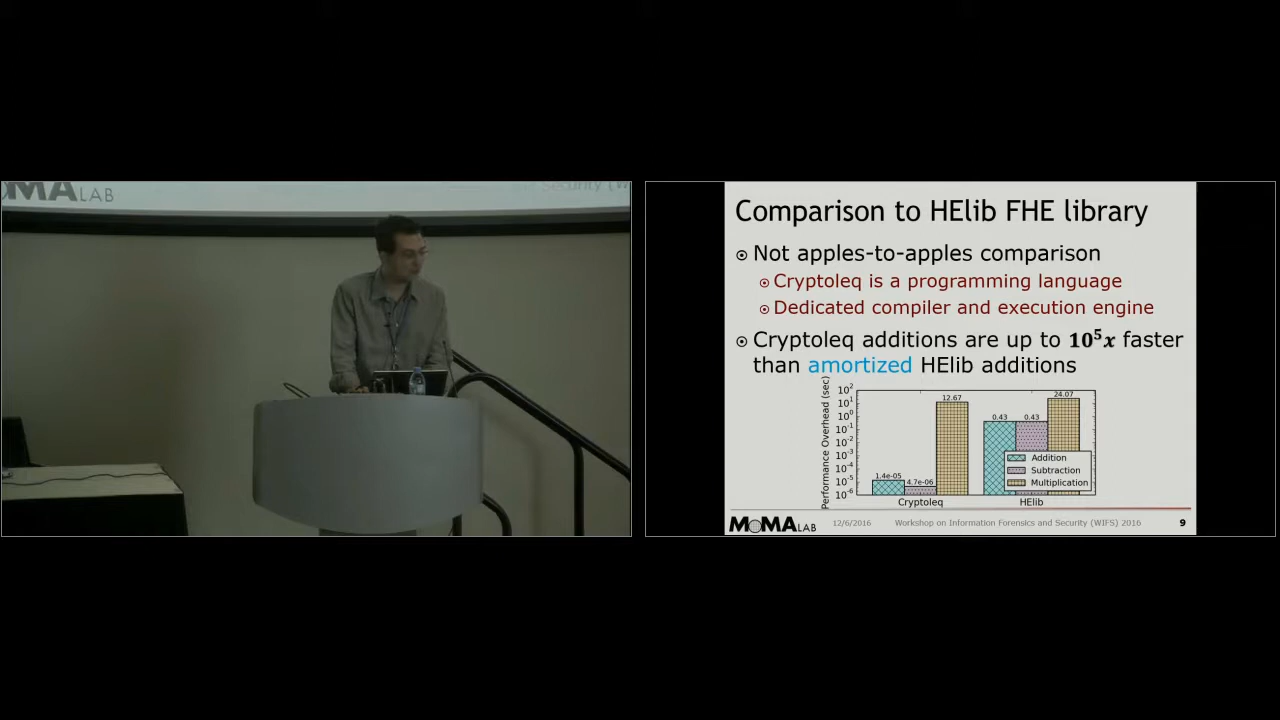 MA LAB
Comparison to HElib FHE library
Not apples-to-apples comparison
Cryptoleq is a programming language
Dedicated compiler and execution engine
Cryptoleq additions are up to 10⁵x faster
than amortized HElib additions
Performance Overhead (sec)
10²
10¹
10⁰
10⁻¹
10⁻²
10⁻³
10⁻⁴
10⁻⁵
10⁻⁶
1.4e-05
4.7e-06
12.67
0.43
0.43
24.07
Addition
Subtraction
Multiplication
Cryptoleq
HElib
MOMA LAB
12/6/2016
Workshop on Information Forensics and Security (WIFS) 2016
9